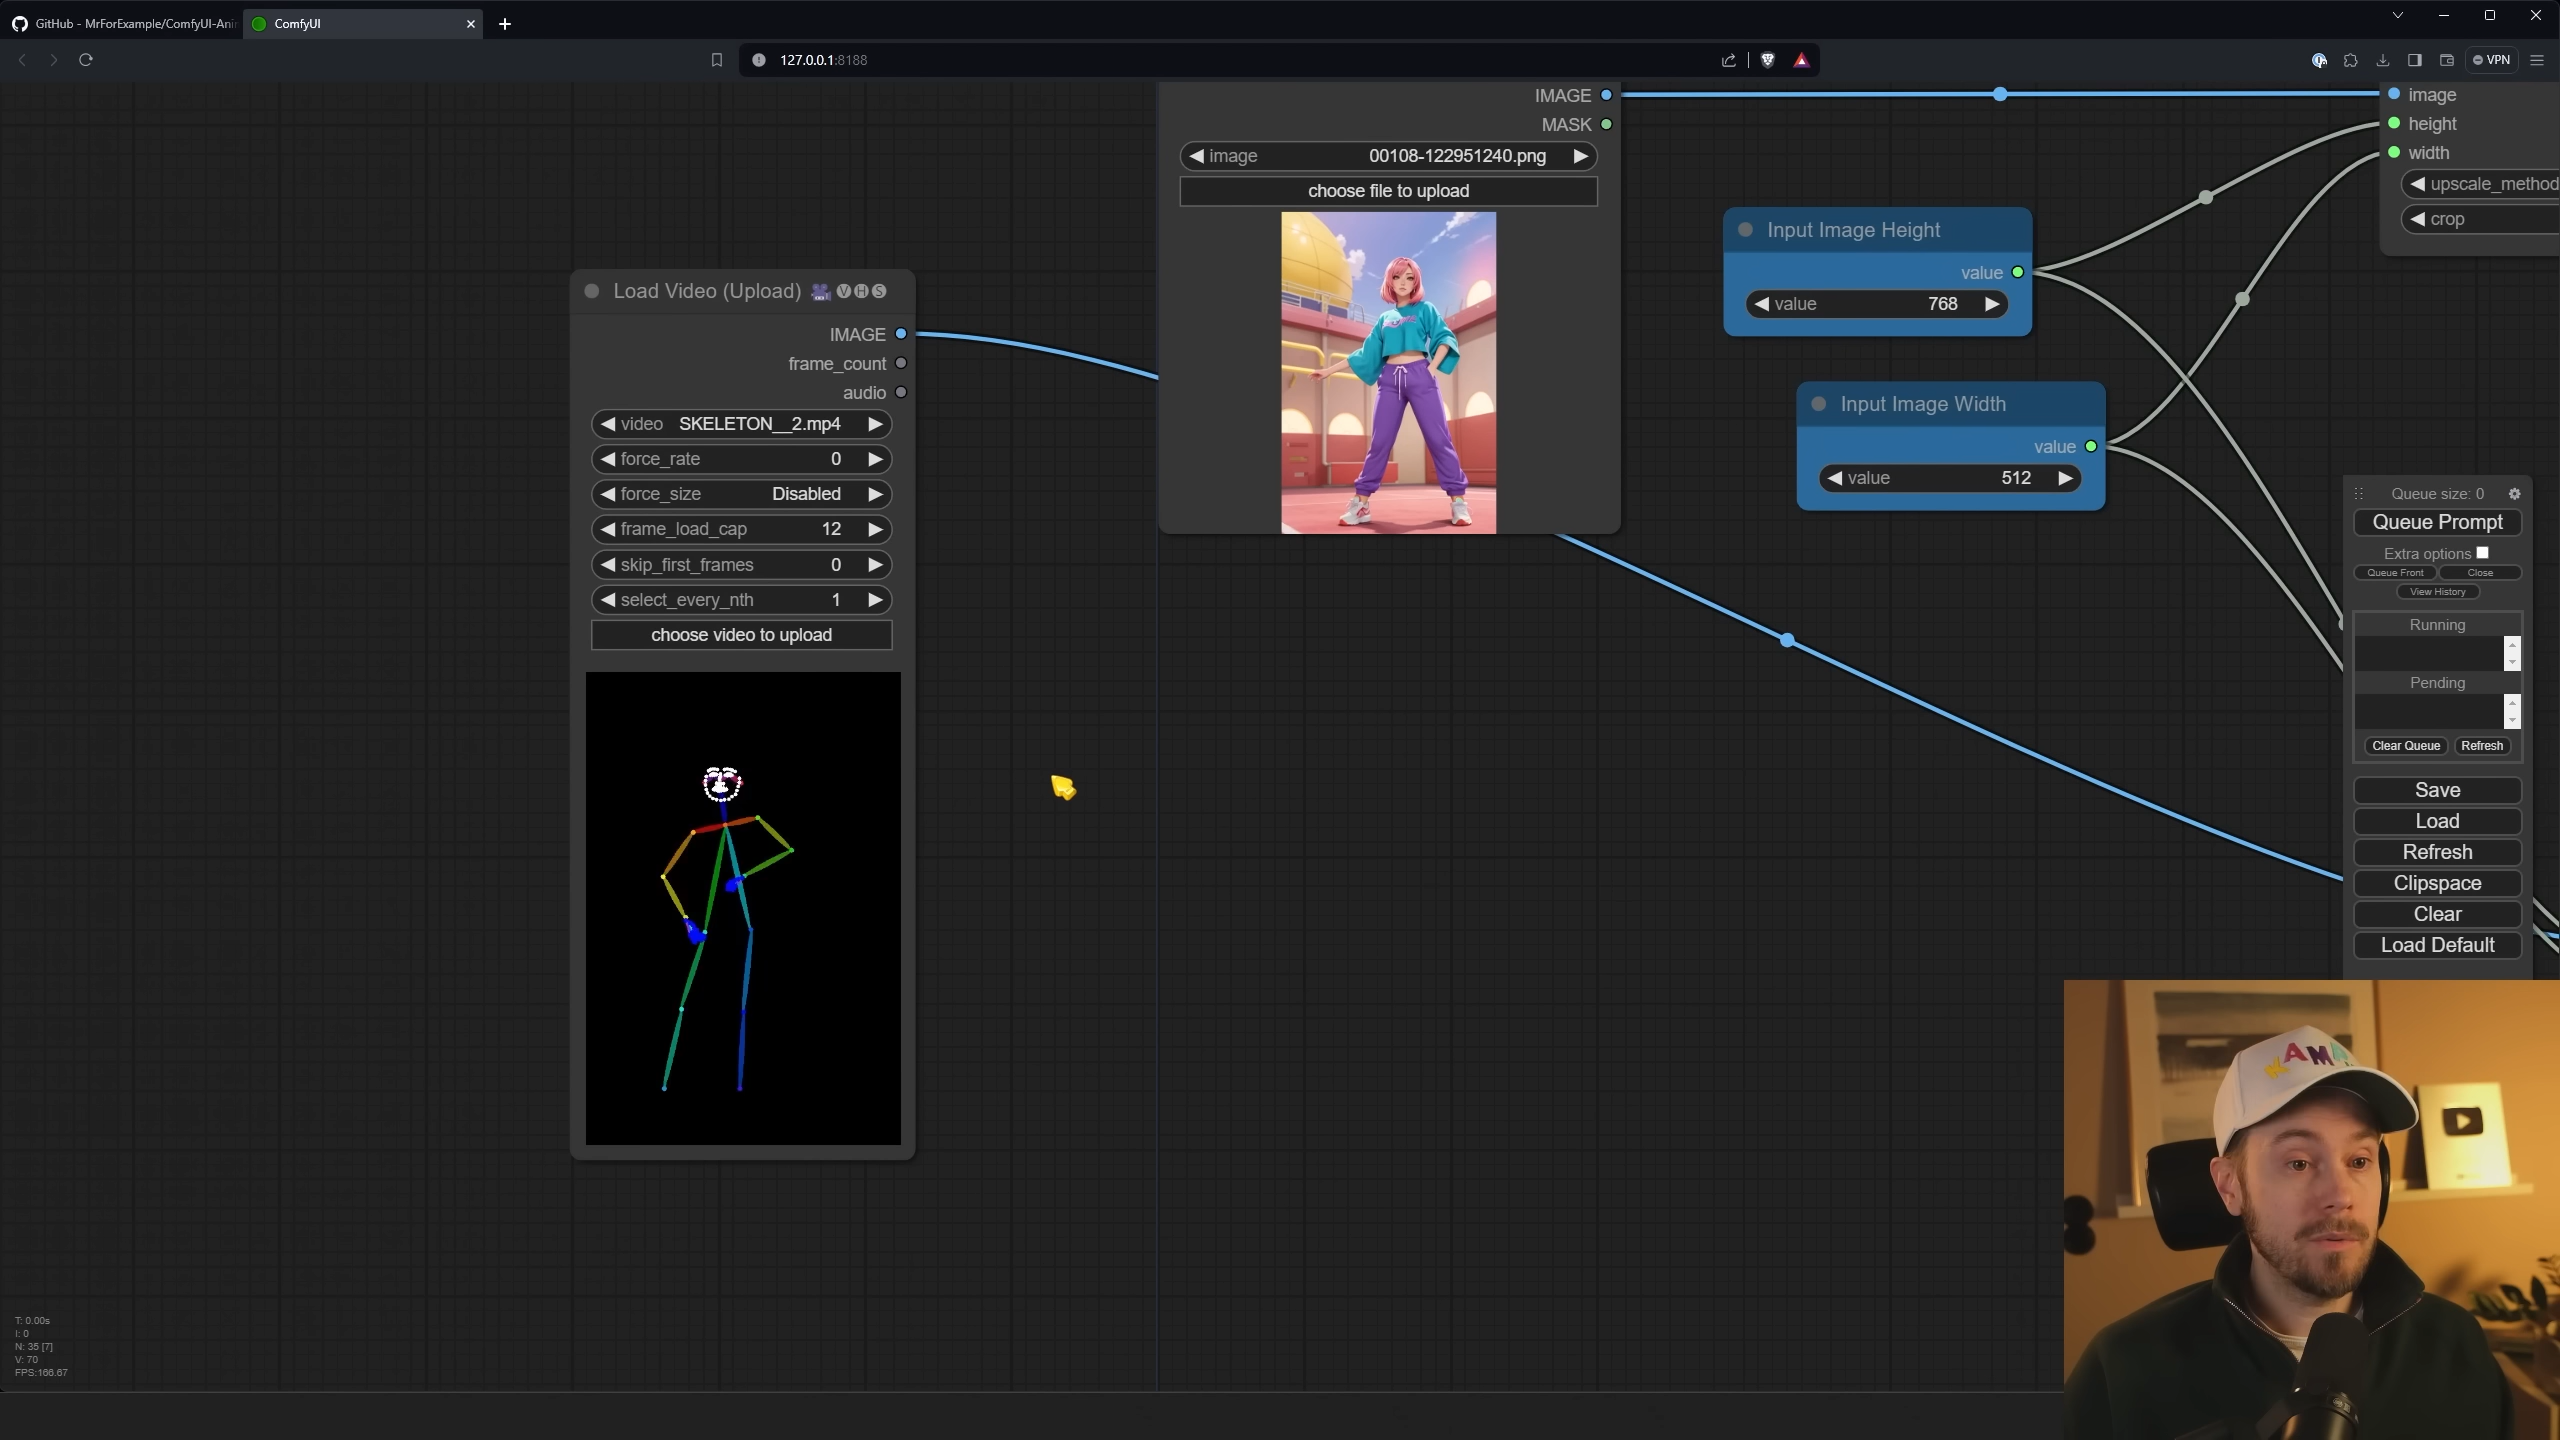 GitHub - MrForExample/ComfyUI-Ani
ComfyUI
127.0.0.1:8188
VPN
IMAGE
MASK
image 00108-122951240.png
choose file to upload
image
height
width
upscale_method
crop
Input Image Height
value
value 768
Input Image Width
value
value 512
Load Video (Upload) VHS
IMAGE
frame_count
audio
video SKELETON__2.mp4
force_rate 0
force_size Disabled
frame_load_cap 12
skip_first_frames 0
select_every_nth 1
choose video to upload
Queue size: 0
Queue Prompt
Extra options
Queue Front Close
View History
Running
Pending
Clear Queue Refresh
Save
Load
Refresh
Clipspace
Clear
Load Default
T: 0.00s
I: 0
N: 35 [7]
V: 70
FPS:166.67